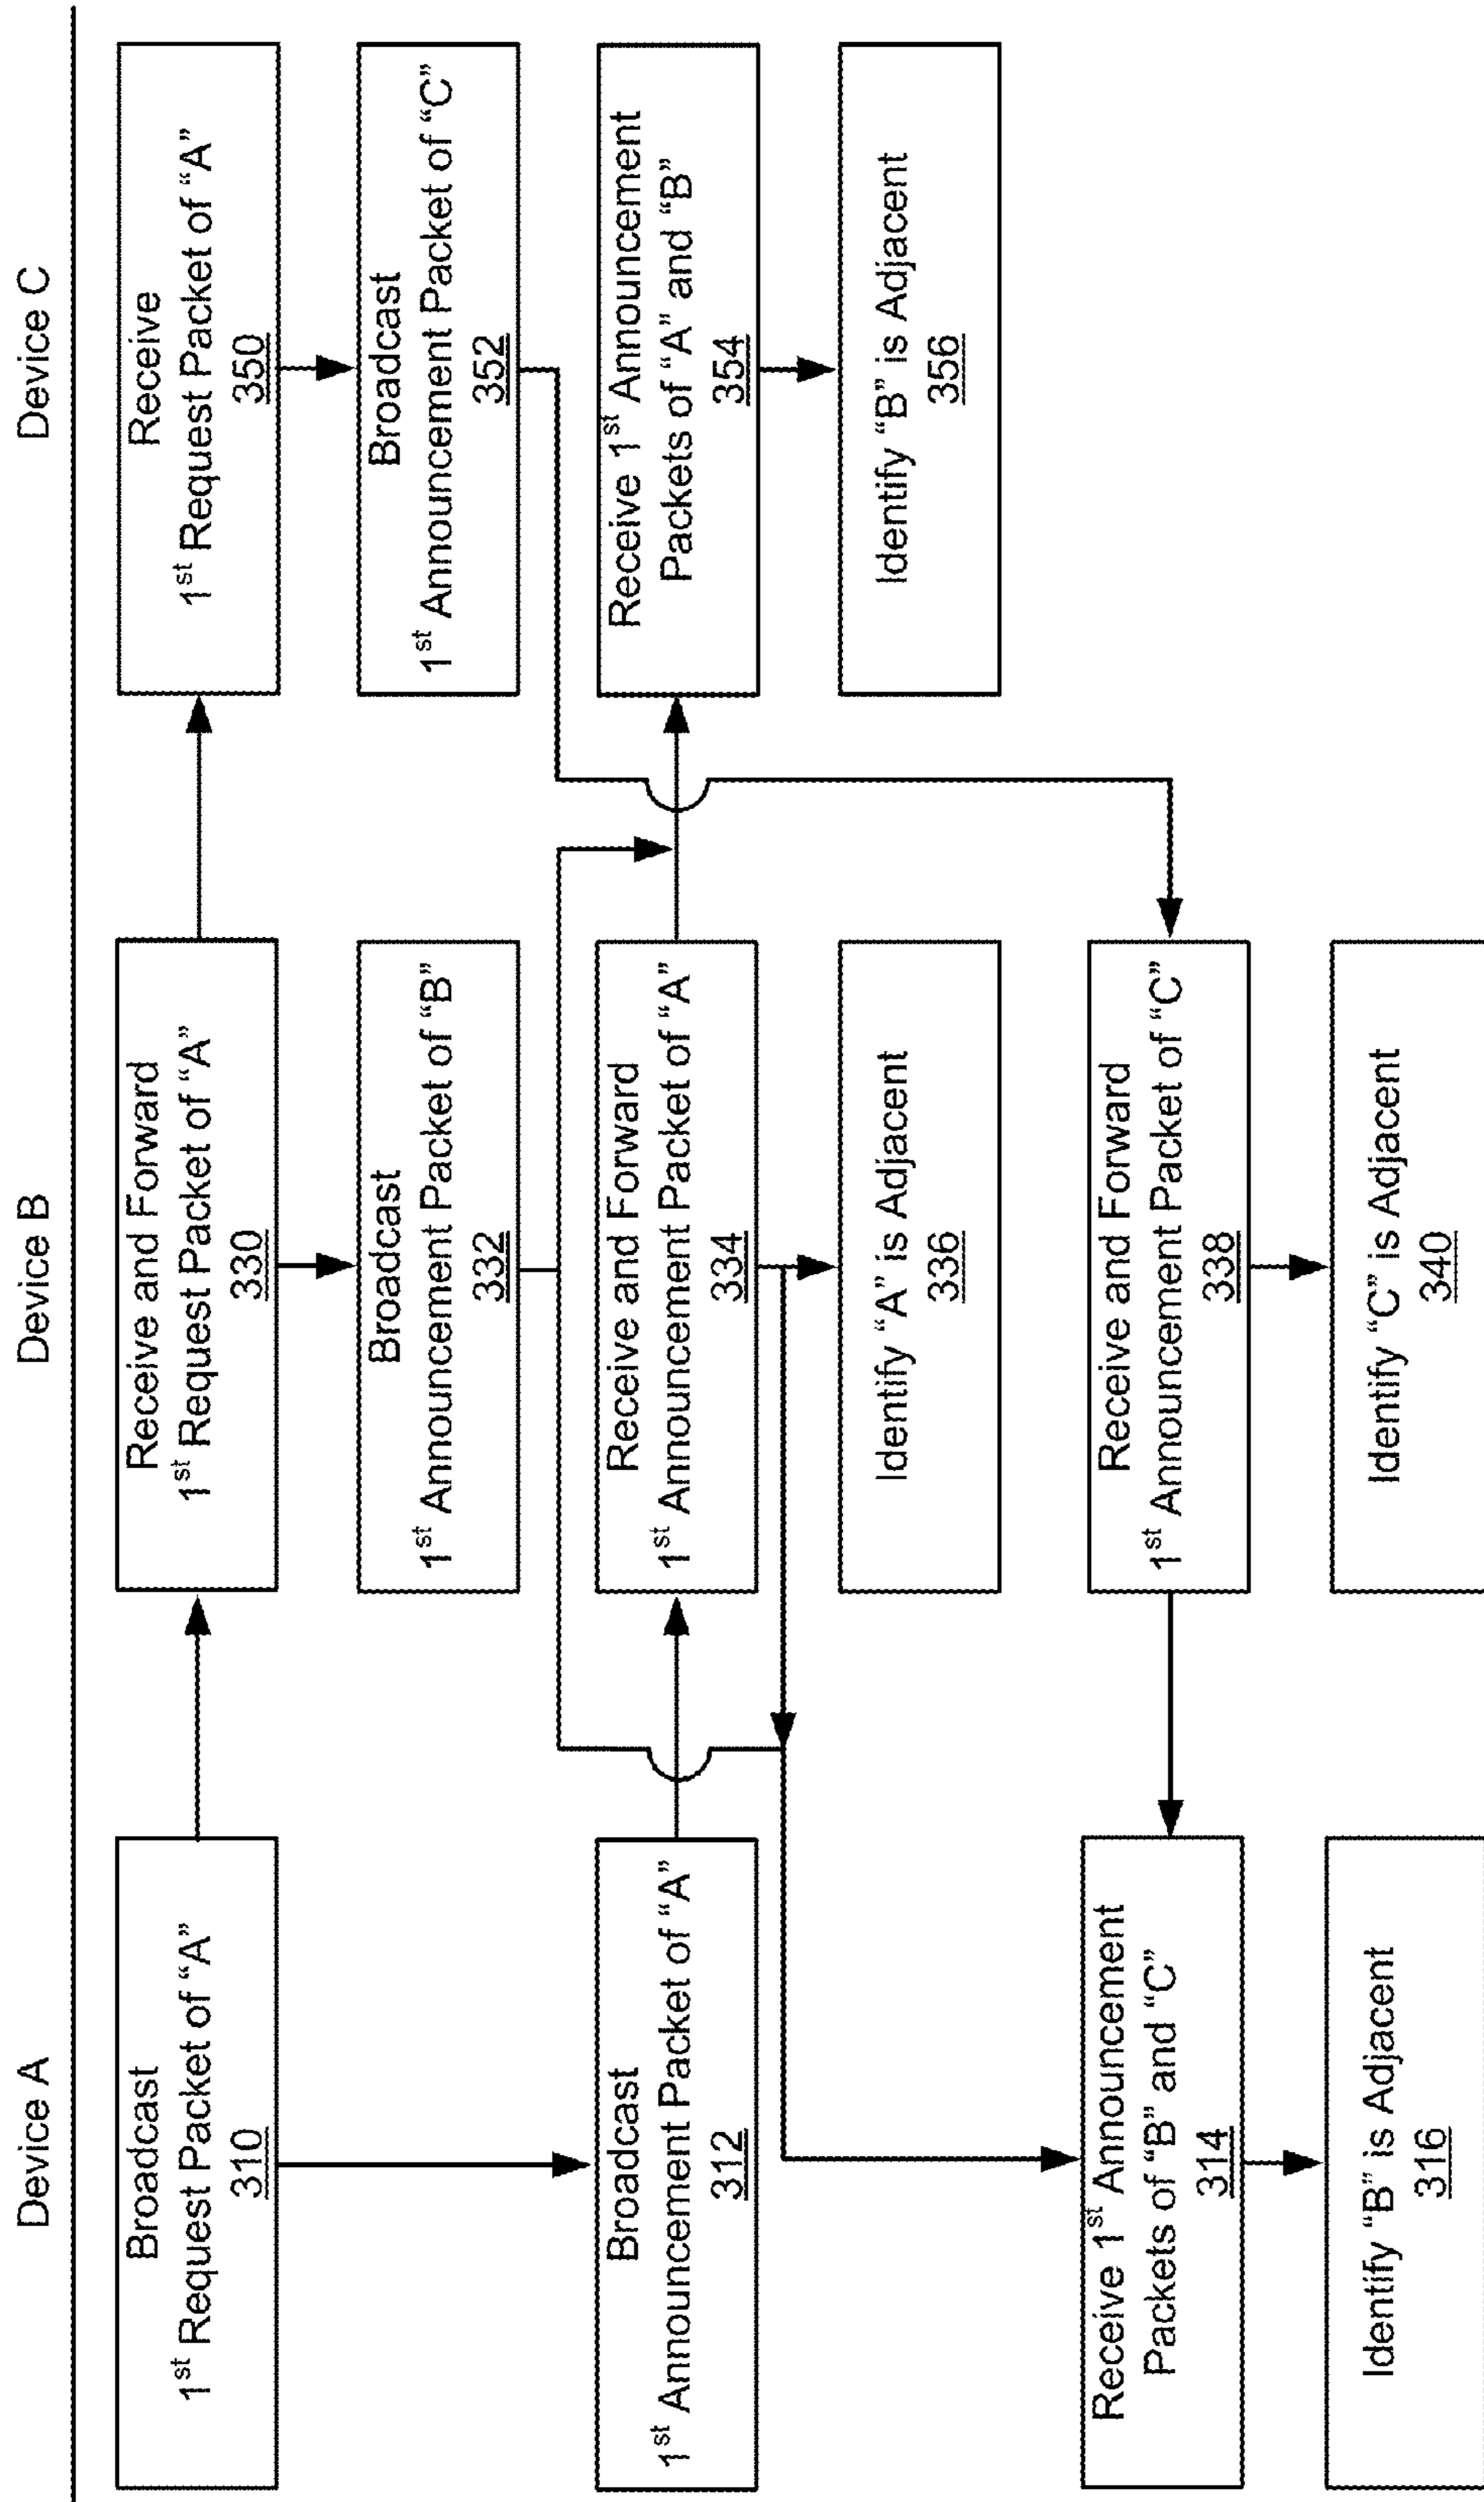 Device A
Device B
Device C
Broadcast
1st Request Packet of “A”
310
Receive and Forward
1st Request Packet of “A”
330
Receive
1st Request Packet of “A”
350
Broadcast
1st Announcement Packet of “B”
332
Broadcast
1st Announcement Packet of “C”
352
Broadcast
1st Announcement Packet of “A”
312
Receive and Forward
1st Announcement Packet of “A”
334
Receive 1st Announcement
Packets of “A” and “B”
354
Identify “A” is Adjacent
336
Identify “B” is Adjacent
356
Receive 1st Announcement
Packets of “B” and “C”
314
Receive and Forward
1st Announcement Packet of “C”
338
Identify “B” is Adjacent
316
Identify “C” is Adjacent
340